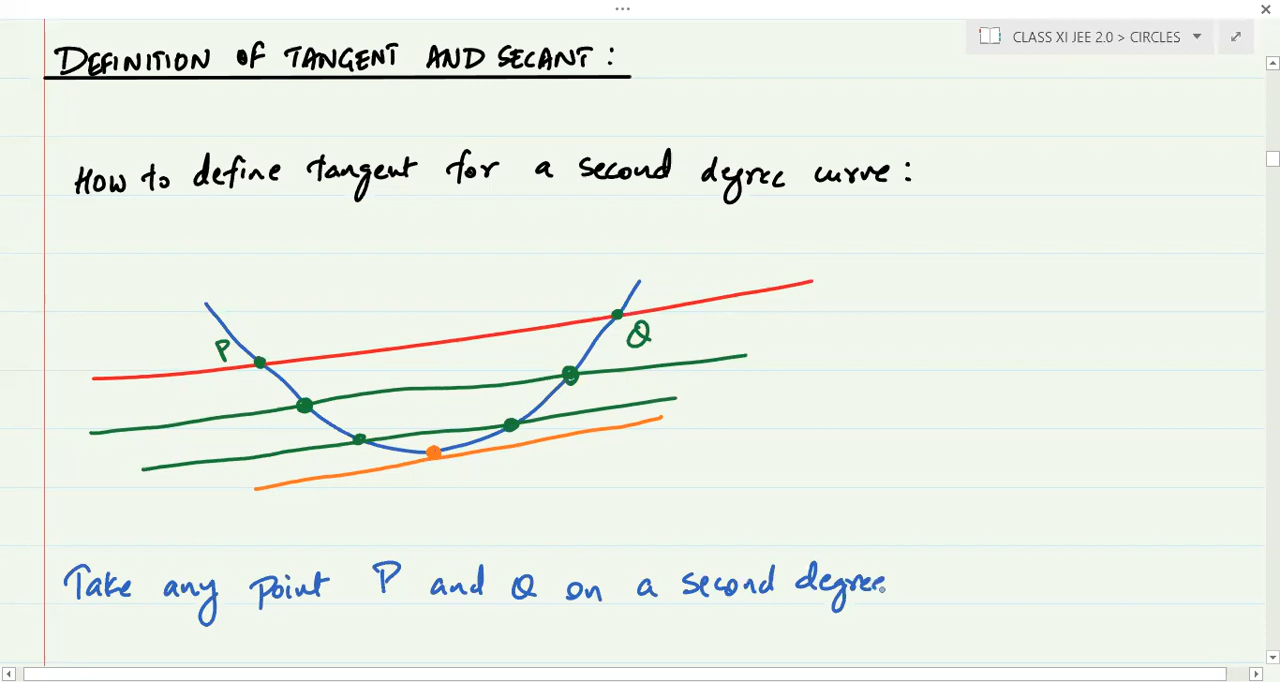 CLASS XI JEE 2.0 > CIRCLES
DEFINITION OF TANGENT AND SECANT :
How to define tangent for a second degree curve :
P
Q
Take any point P and Q on a second degree